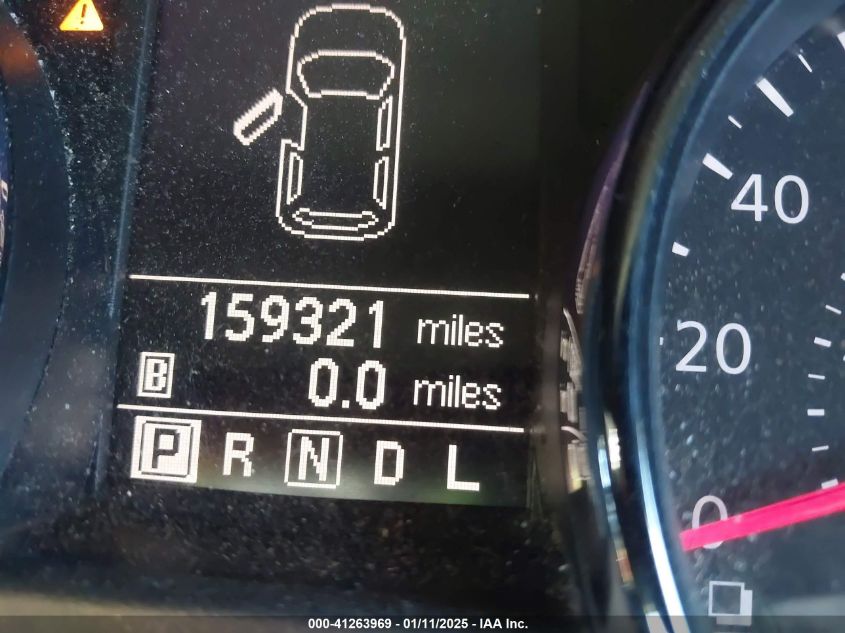 159321 miles
B 0.0 miles
P R N D L
40
20
0
000-41263969 - 01/11/2025 - IAA Inc.